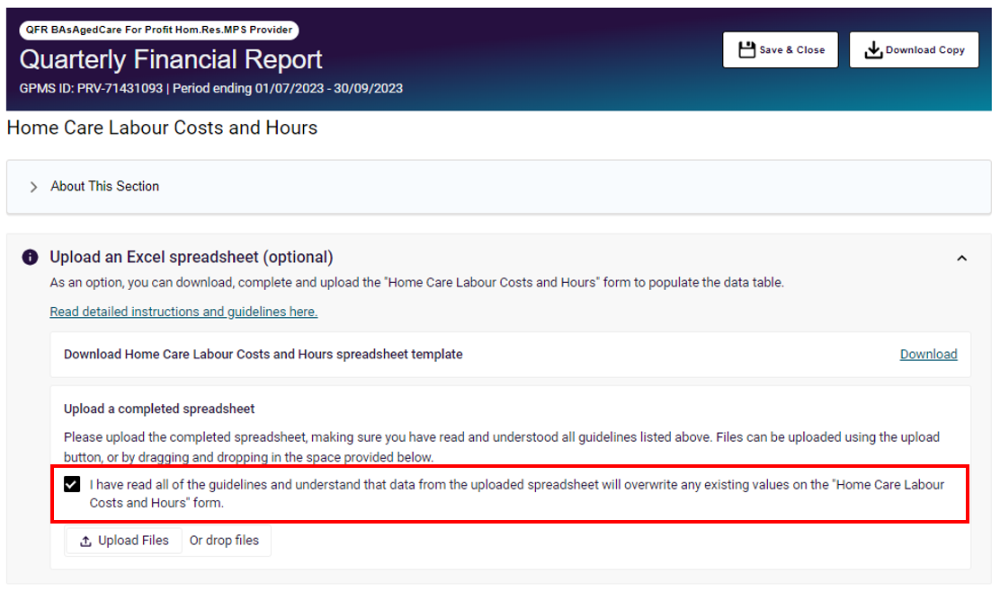 QFR BAsAgedCare For Profit Hom.Res.MPS Provider
Quarterly Financial Report
GPMS ID: PRV-71431093 | Period ending 01/07/2023 - 30/09/2023
Save & Close
Download Copy
Home Care Labour Costs and Hours
About This Section
Upload an Excel spreadsheet (optional)
As an option, you can download, complete and upload the "Home Care Labour Costs and Hours" form to populate the data table.
Read detailed instructions and guidelines here.
Download Home Care Labour Costs and Hours spreadsheet template
Download
Upload a completed spreadsheet
Please upload the completed spreadsheet, making sure you have read and understood all guidelines listed above. Files can be uploaded using the upload
button, or by dragging and dropping in the space provided below.
I have read all of the guidelines and understand that data from the uploaded spreadsheet will overwrite any existing values on the "Home Care Labour
Costs and Hours" form.
Upload Files
Or drop files